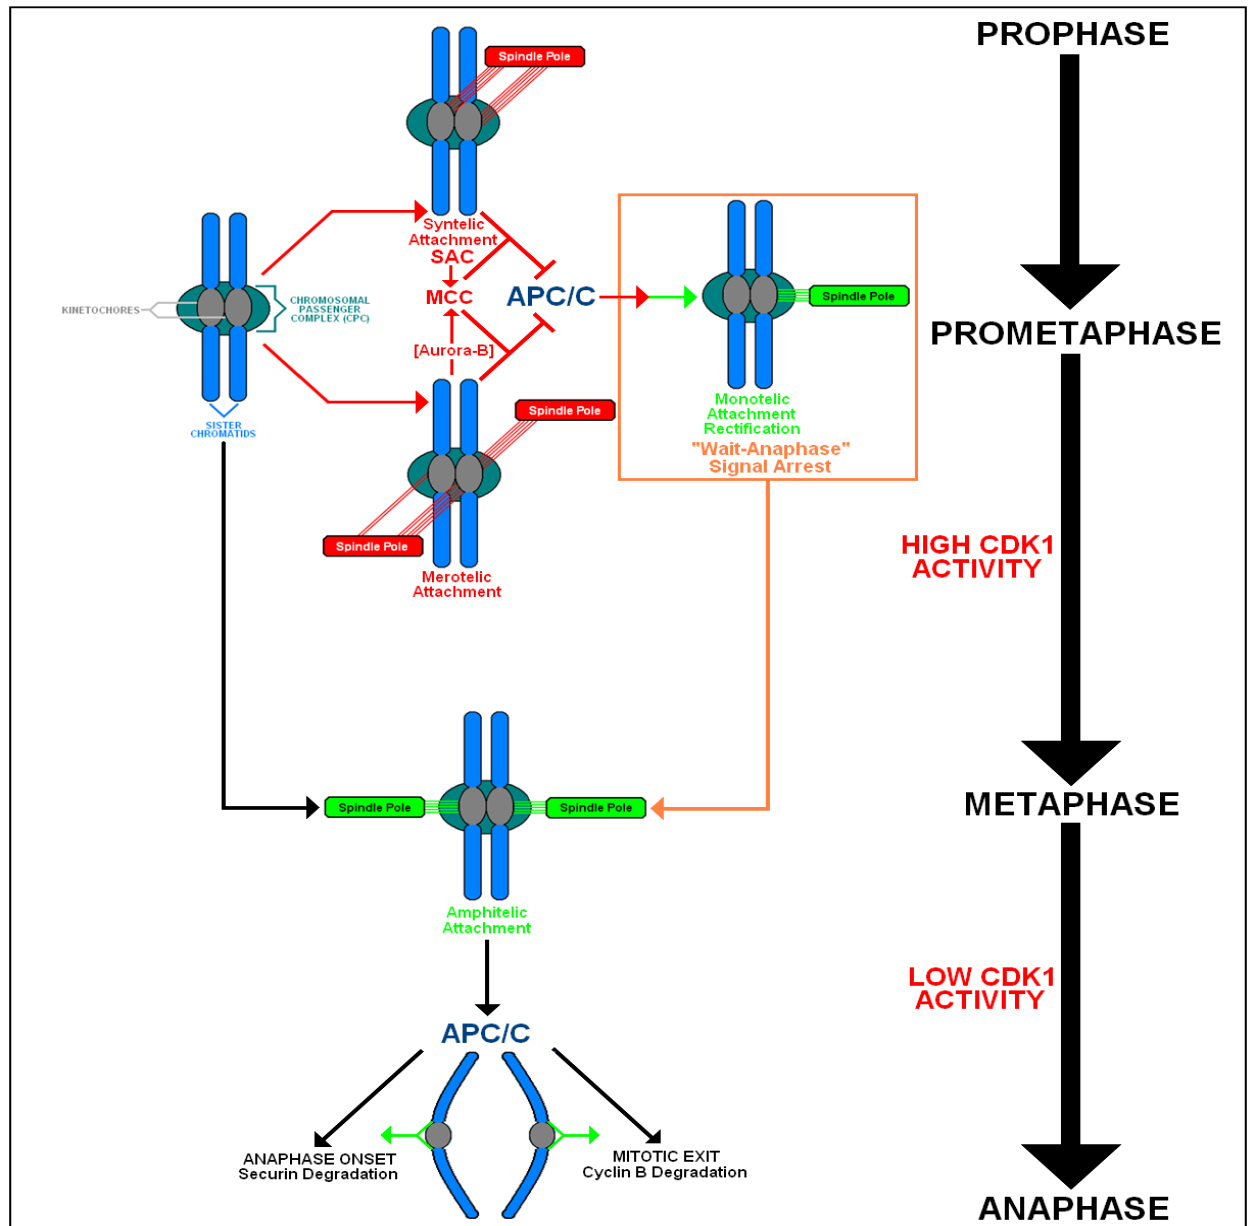 PROPHASE
Spindle Pole
Syntelic
Attachment
SAC
MCC
APC/C
[Aurora-B]
KINETOCHORES
CHROMOSOMAL
PASSENGER
COMPLEX (CPC)
SISTER
CHROMATIDS
Spindle Pole
Spindle Pole
Merotelic
Attachment
Spindle Pole
Monotelic
Attachment
Rectification
"Wait-Anaphase"
Signal Arrest
PROMETAPHASE
HIGH CDK1
ACTIVITY
METAPHASE
Spindle Pole
Spindle Pole
Amphitelic
Attachment
LOW CDK1
ACTIVITY
APC/C
ANAPHASE ONSET
Securin Degradation
MITOTIC EXIT
Cyclin B Degradation
ANAPHASE